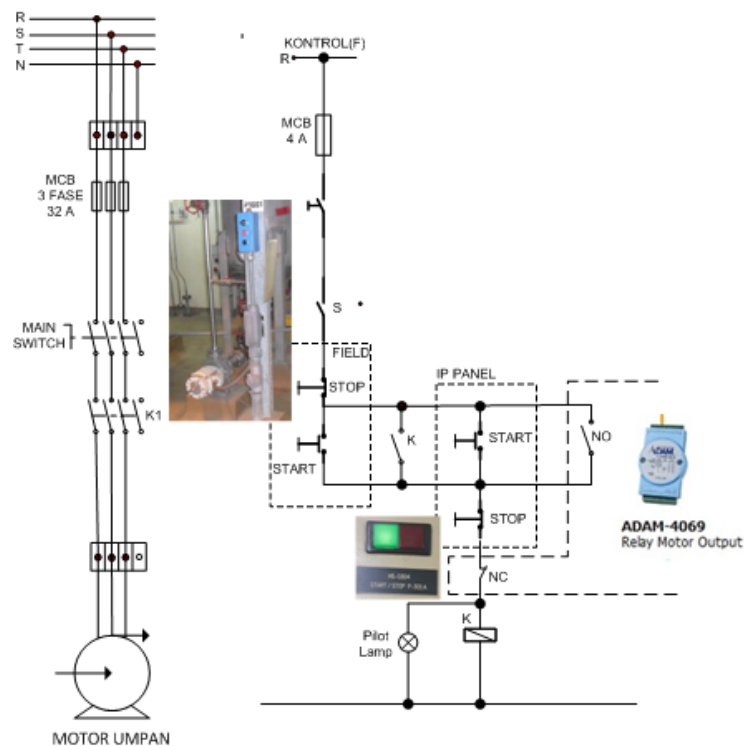 R
S
T
N
MCB
3 FASE
32 A
MAIN
SWITCH
K1
MOTOR UMPAN
KONTROL(F)
R
MCB
4 A
S
FIELD
STOP
START
K
IP PANEL
START
STOP
NO
NC
ADAM-4069
Relay Motor Output
K
Pilot
Lamp